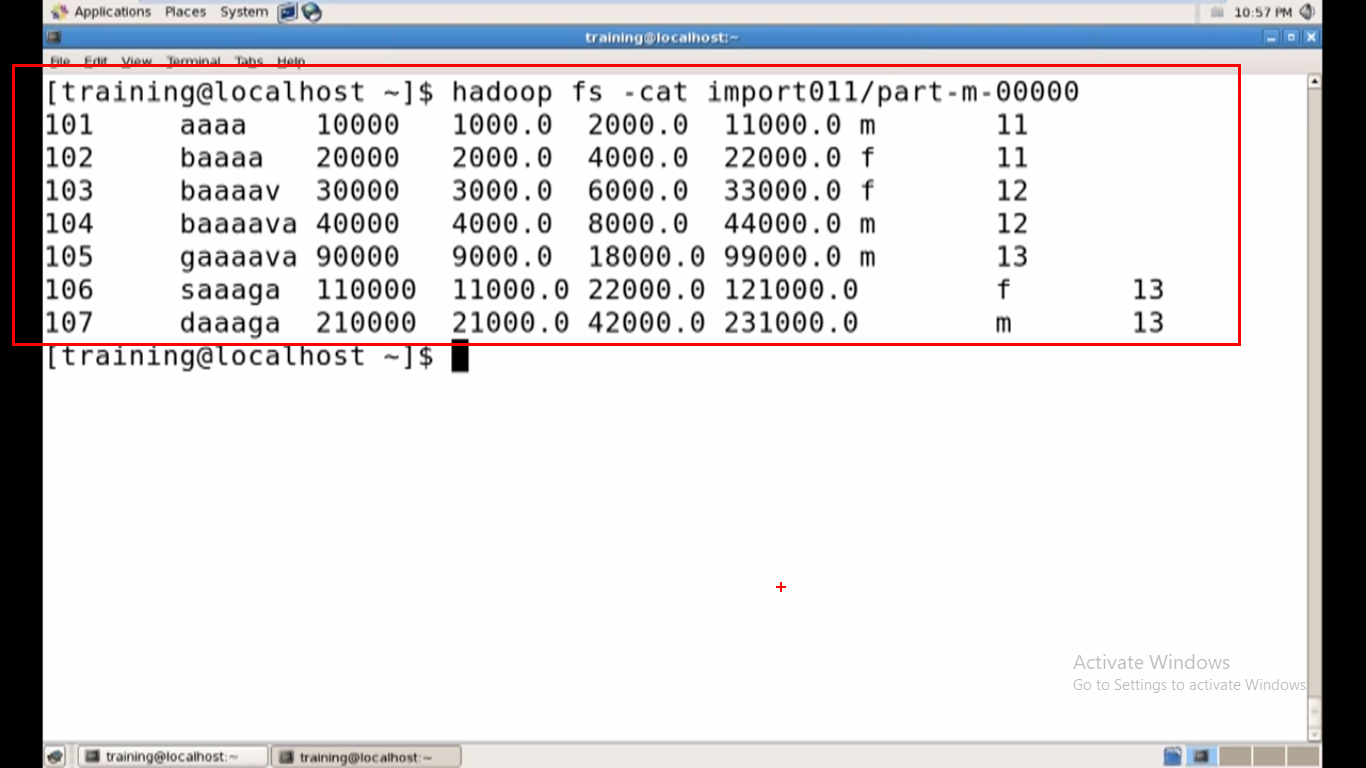 Applications Places System 10:57 PM
training@localhost:~
File Edit View Terminal Tabs Help
[training@localhost ~]$ hadoop fs -cat import011/part-m-00000
101 aaaa 10000 1000.0 2000.0 11000.0 m 11
102 baaaa 20000 2000.0 4000.0 22000.0 f 11
103 baaaav 30000 3000.0 6000.0 33000.0 f 12
104 baaaava 40000 4000.0 8000.0 44000.0 m 12
105 gaaaava 90000 9000.0 18000.0 99000.0 m 13
106 saaaga 110000 11000.0 22000.0 121000.0 f 13
107 daaaga 210000 21000.0 42000.0 231000.0 m 13
[training@localhost ~]$
Activate Windows
Go to Settings to activate Windows
training@localhost:~ training@localhost:~